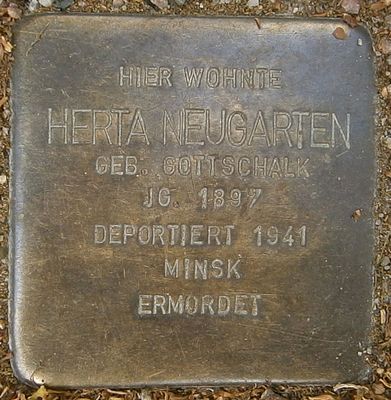 HIER WOHNTE
HERTA NEUGARTEN
GEB. GOTTSCHALK
JG. 1897
DEPORTIERT 1941
MINSK
ERMORDET